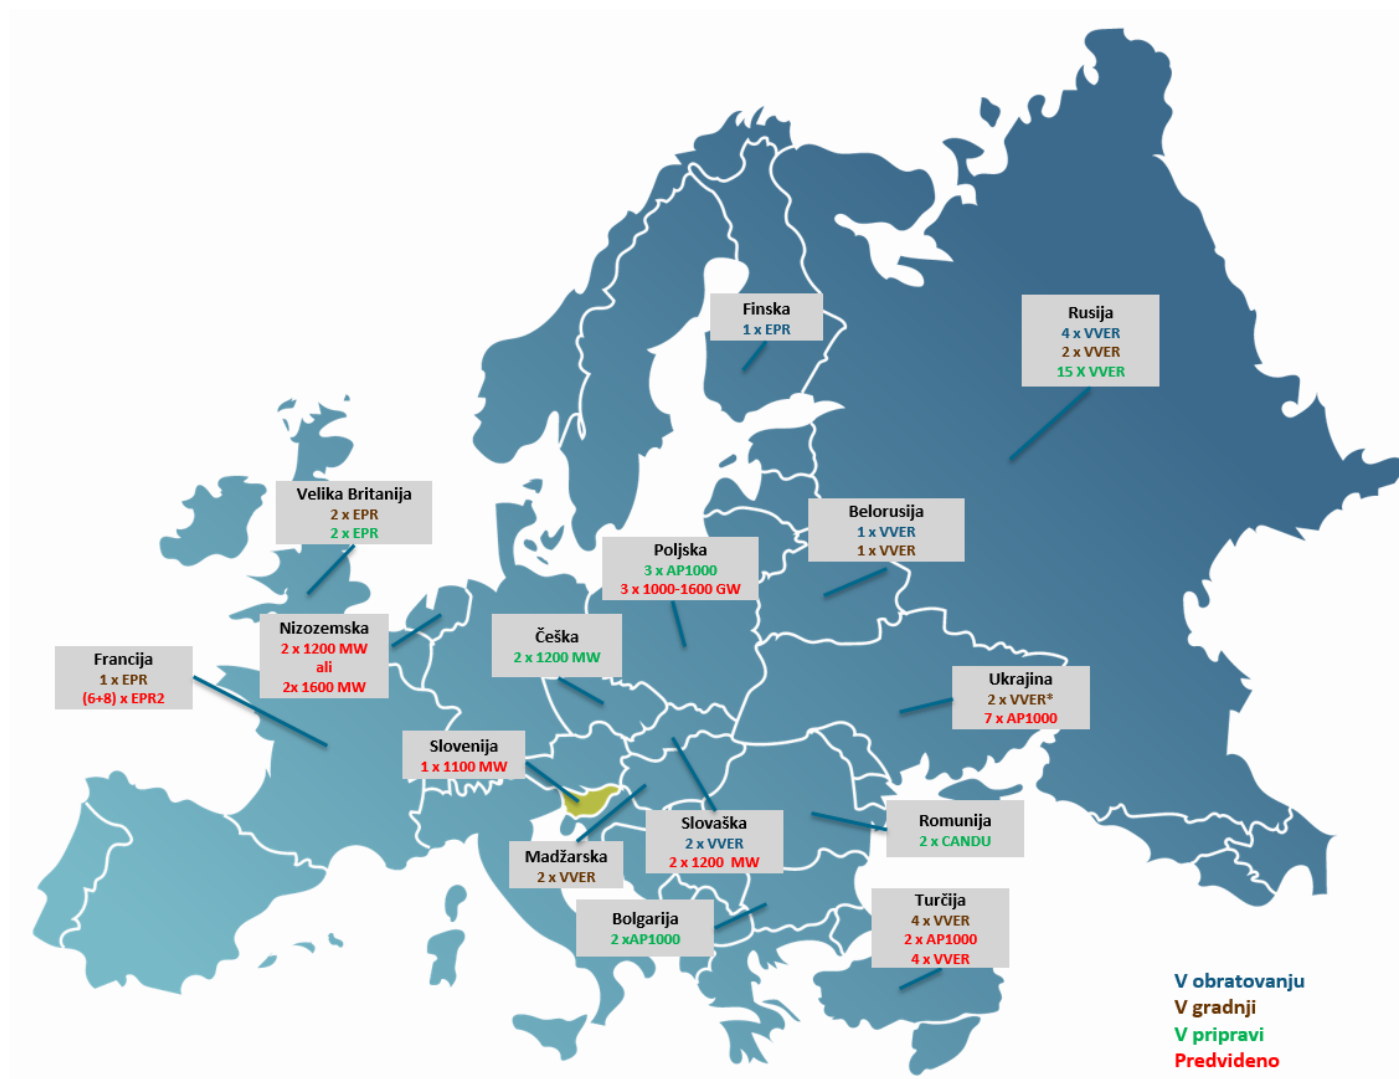 Finska
1 x EPR
Rusija
4 x VVER
2 x VVER
15 X VVER
Velika Britanija
2 x EPR
2 x EPR
Belorusija
1 x VVER
1 x VVER
Poljska
3 x AP1000
3 x 1000-1600 GW
Nizozemska
2 x 1200 MW
ali
2x 1600 MW
Češka
2 x 1200 MW
Francija
1 x EPR
(6+8) x EPR2
Ukrajina
2 x VVER*
7 x AP1000
Slovenija
1 x 1100 MW
Slovaška
2 x VVER
2 x 1200 MW
Romunija
2 x CANDU
Madžarska
2 x VVER
Bolgarija
2 xAP1000
Turčija
4 x VVER
2 x AP1000
4 x VVER
V obratovanju
V gradnji
V pripravi
Predvideno